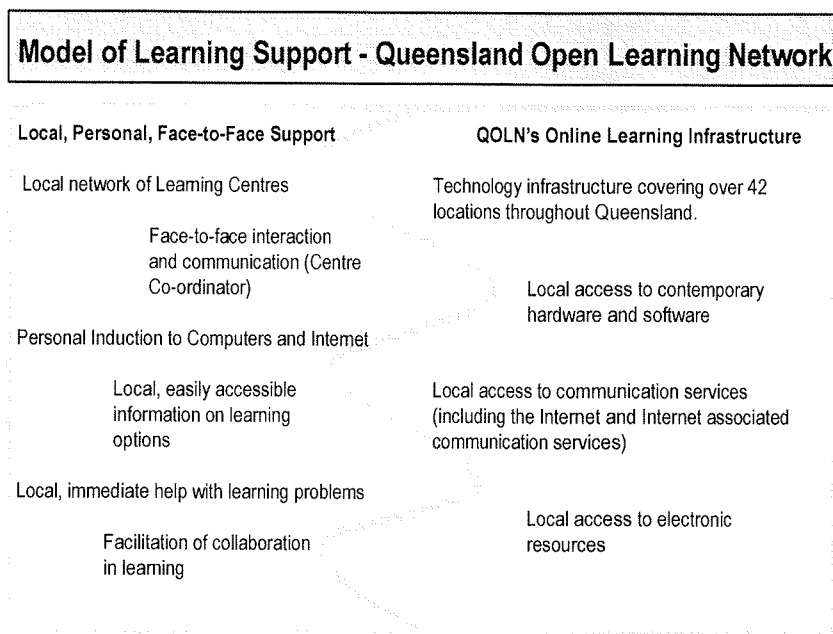 Model of Learning Support - Queensland Open Learning Network
Local, Personal, Face-to-Face Support
Local network of Learning Centres
Face-to-face interaction
and communication (Centre
Co-ordinator)
Personal Induction to Computers and Internet
Local, easily accessible
information on learning
options
Local, immediate help with learning problems
Facilitation of collaboration
in learning
QOLN's Online Learning Infrastructure
Technology infrastructure covering over 42
locations throughout Queensland.
Local access to contemporary
hardware and software
Local access to communication services
(including the Internet and Internet associated
communication services)
Local access to electronic
resources